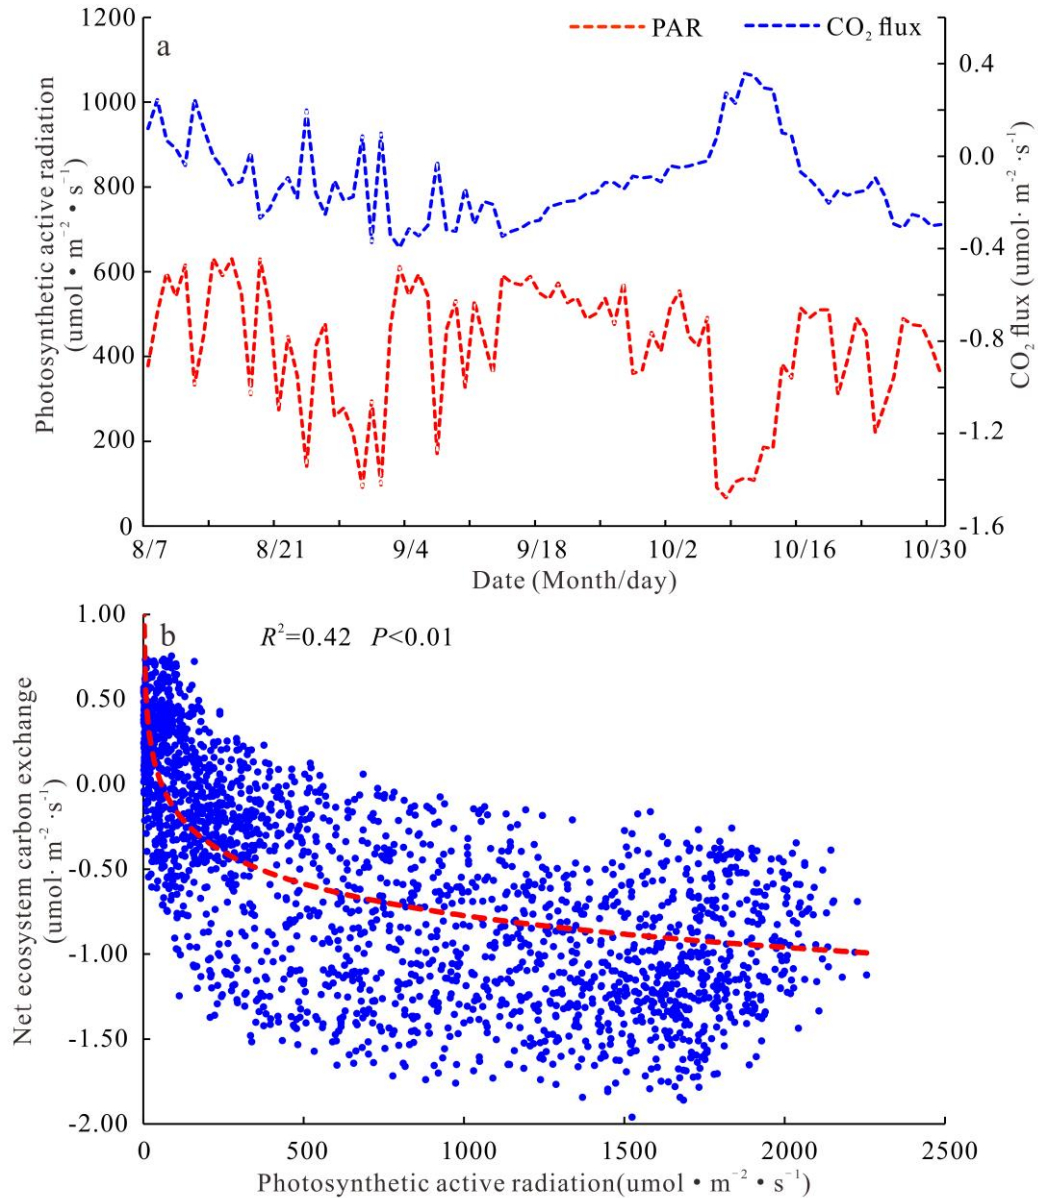 a
PAR
CO₂ flux
1200
1000
800
600
400
200
0
Photosynthetic active radiation
(umol • m⁻² • s⁻¹)
0.4
0.0
-0.4
-0.8
-1.2
-1.6
CO₂ flux (umol· m⁻² ·s⁻¹)
8/7 8/21 9/4 9/18 10/2 10/16 10/30
Date (Month/day)
b
R²=0.42 P<0.01
1.00
0.50
0.00
-0.50
-1.00
-1.50
-2.00
Net ecosystem carbon exchange
(umol· m⁻² ·s⁻¹)
0 500 1000 1500 2000 2500
Photosynthetic active radiation(umol • m⁻² • s⁻¹)